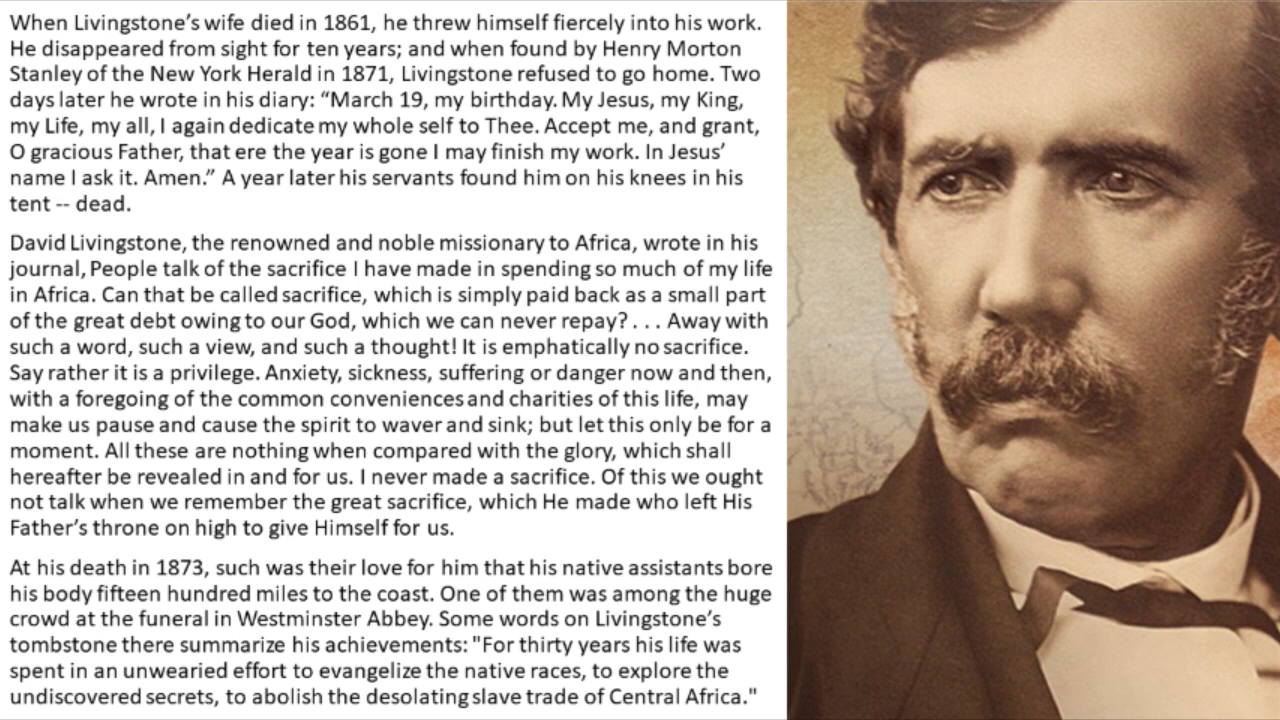 When Livingstone’s wife died in 1861, he threw himself fiercely into his work.
He disappeared from sight for ten years; and when found by Henry Morton
Stanley of the New York Herald in 1871, Livingstone refused to go home. Two
days later he wrote in his diary: “March 19, my birthday. My Jesus, my King,
my Life, my all, I again dedicate my whole self to Thee. Accept me, and grant,
O gracious Father, that ere the year is gone I may finish my work. In Jesus’
name I ask it. Amen.” A year later his servants found him on his knees in his
tent -- dead.
David Livingstone, the renowned and noble missionary to Africa, wrote in his
journal, People talk of the sacrifice I have made in spending so much of my life
in Africa. Can that be called sacrifice, which is simply paid back as a small part
of the great debt owing to our God, which we can never repay? . . . Away with
such a word, such a view, and such a thought! It is emphatically no sacrifice.
Say rather it is a privilege. Anxiety, sickness, suffering or danger now and then,
with a foregoing of the common conveniences and charities of this life, may
make us pause and cause the spirit to waver and sink; but let this only be for a
moment. All these are nothing when compared with the glory, which shall
hereafter be revealed in and for us. I never made a sacrifice. Of this we ought
not talk when we remember the great sacrifice, which He made who left His
Father’s throne on high to give Himself for us.
At his death in 1873, such was their love for him that his native assistants bore
his body fifteen hundred miles to the coast. One of them was among the huge
crowd at the funeral in Westminster Abbey. Some words on Livingstone’s
tombstone there summarize his achievements: "For thirty years his life was
spent in an unwearied effort to evangelize the native races, to explore the
undiscovered secrets, to abolish the desolating slave trade of Central Africa."